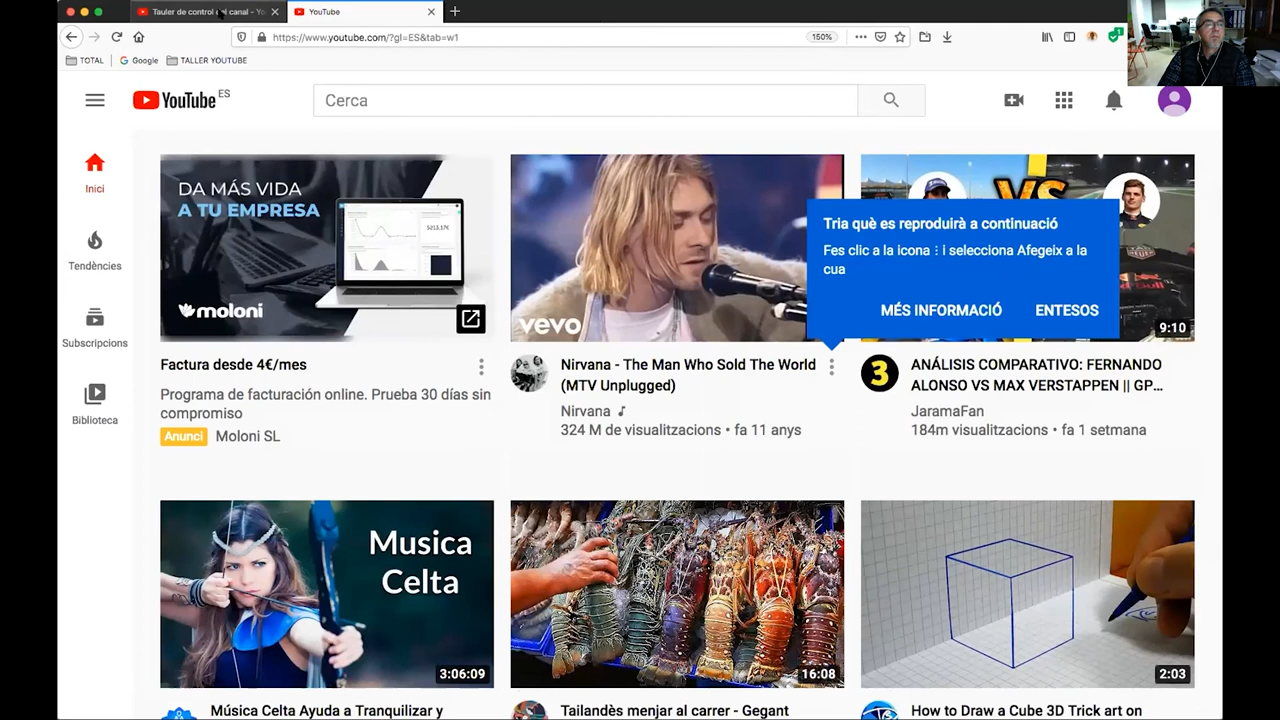 Tauler de control del canal - Yo
YouTube
https://www.youtube.com/?gl=ES&tab=w1
150%
TOTAL
Google
TALLER YOUTUBE
YouTube ES
Cerca
Inici
Tendències
Subscripcions
Biblioteca
DA MÁS VIDA
A TU EMPRESA
5213,17€
moloni
Factura desde 4€/mes
Programa de facturación online. Prueba 30 días sin
compromiso
Anunci Moloni SL
vevo
Nirvana - The Man Who Sold The World
(MTV Unplugged)
Nirvana
324 M de visualitzacions • fa 11 anys
VS
Tria què es reproduirà a continuació
Fes clic a la icona ⋮ i selecciona Afegeix a la
cua
MÉS INFORMACIÓ ENTESOS
9:10
3
ANÁLISIS COMPARATIVO: FERNANDO
ALONSO VS MAX VERSTAPPEN || GP…
JaramaFan
184m visualitzacions • fa 1 setmana
Musica
Celta
3:06:09
Música Celta Ayuda a Tranquilizar y
16:08
Tailandès menjar al carrer - Gegant
2:03
How to Draw a Cube 3D Trick art on